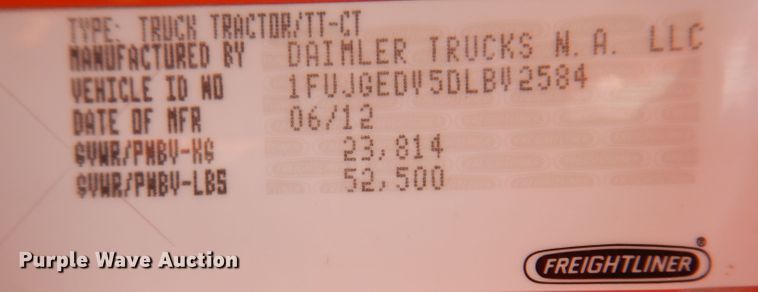 TYPE: TRUCK TRACTOR/TT-CT
MANUFACTURED BY DAIMLER TRUCKS N.A. LLC
VEHICLE ID NO 1FUJGEDV5DLBV2584
DATE OF MFR 06/12
GVWR/PNBV-KG 23,814
GVWR/PNBV-LBS 52,500
Purple Wave Auction
FREIGHTLINER®